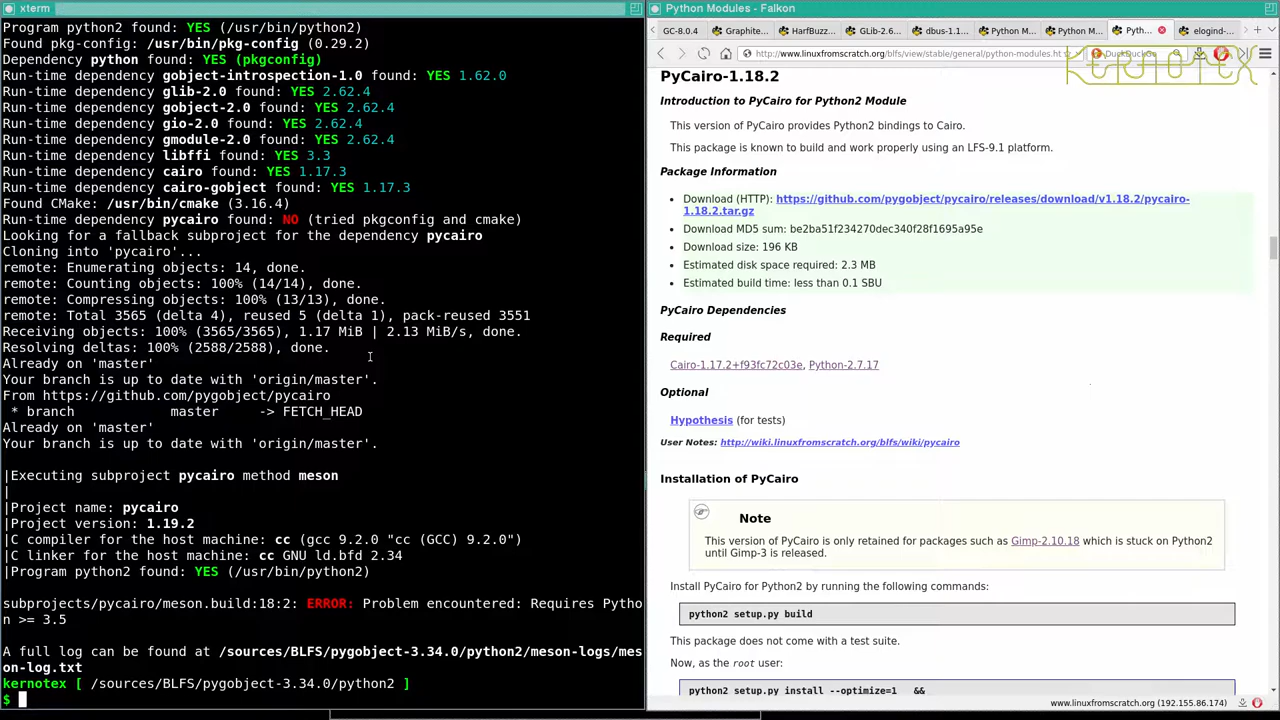 xterm
Program python2 found: YES (/usr/bin/python2)
Found pkg-config: /usr/bin/pkg-config (0.29.2)
Dependency python found: YES (pkgconfig)
Run-time dependency gobject-introspection-1.0 found: YES 1.62.0
Run-time dependency glib-2.0 found: YES 2.62.4
Run-time dependency gobject-2.0 found: YES 2.62.4
Run-time dependency gio-2.0 found: YES 2.62.4
Run-time dependency gmodule-2.0 found: YES 2.62.4
Run-time dependency libffi found: YES 3.3
Run-time dependency cairo found: YES 1.17.3
Run-time dependency cairo-gobject found: YES 1.17.3
Found CMake: /usr/bin/cmake (3.16.4)
Run-time dependency pycairo found: NO (tried pkgconfig and cmake)
Looking for a fallback subproject for the dependency pycairo
Cloning into 'pycairo'...
remote: Enumerating objects: 14, done.
remote: Counting objects: 100% (14/14), done.
remote: Compressing objects: 100% (13/13), done.
remote: Total 3565 (delta 4), reused 5 (delta 1), pack-reused 3551
Receiving objects: 100% (3565/3565), 1.17 MiB | 2.13 MiB/s, done.
Resolving deltas: 100% (2588/2588), done.
Already on 'master'
Your branch is up to date with 'origin/master'.
From https://github.com/pygobject/pycairo
 * branch            master     -> FETCH_HEAD
Already on 'master'
Your branch is up to date with 'origin/master'.
|Executing subproject pycairo method meson
|
|Project name: pycairo
|Project version: 1.19.2
|C compiler for the host machine: cc (gcc 9.2.0 "cc (GCC) 9.2.0")
|C linker for the host machine: cc GNU ld.bfd 2.34
|Program python2 found: YES (/usr/bin/python2)
subprojects/pycairo/meson.build:18:2: ERROR: Problem encountered: Requires Pytho
n >= 3.5
A full log can be found at /sources/BLFS/pygobject-3.34.0/python2/meson-logs/mes
on-log.txt
kernotex [ /sources/BLFS/pygobject-3.34.0/python2 ]
$
Python Modules - Falkon
GC-8.0.4 Graphite... HarfBuzz... GLib-2.6... dbus-1.1... Python M... Python M... Pyth... elogind-...
http://www.linuxfromscratch.org/blfs/view/stable/general/python-modules.ht DuckDuckGo
KERNOTEX
PyCairo-1.18.2
Introduction to PyCairo for Python2 Module
This version of PyCairo provides Python2 bindings to Cairo.
This package is known to build and work properly using an LFS-9.1 platform.
Package Information
Download (HTTP): https://github.com/pygobject/pycairo/releases/download/v1.18.2/pycairo-
1.18.2.tar.gz
Download MD5 sum: be2ba51f234270dec340f28f1695a95e
Download size: 196 KB
Estimated disk space required: 2.3 MB
Estimated build time: less than 0.1 SBU
PyCairo Dependencies
Required
Cairo-1.17.2+f93fc72c03e, Python-2.7.17
Optional
Hypothesis (for tests)
User Notes: http://wiki.linuxfromscratch.org/blfs/wiki/pycairo
Installation of PyCairo
Note
This version of PyCairo is only retained for packages such as Gimp-2.10.18 which is stuck on Python2
until Gimp-3 is released.
Install PyCairo for Python2 by running the following commands:
python2 setup.py build
This package does not come with a test suite.
Now, as the root user:
python2 setup.py install --optimize=1   &&
www.linuxfromscratch.org (192.155.86.174)